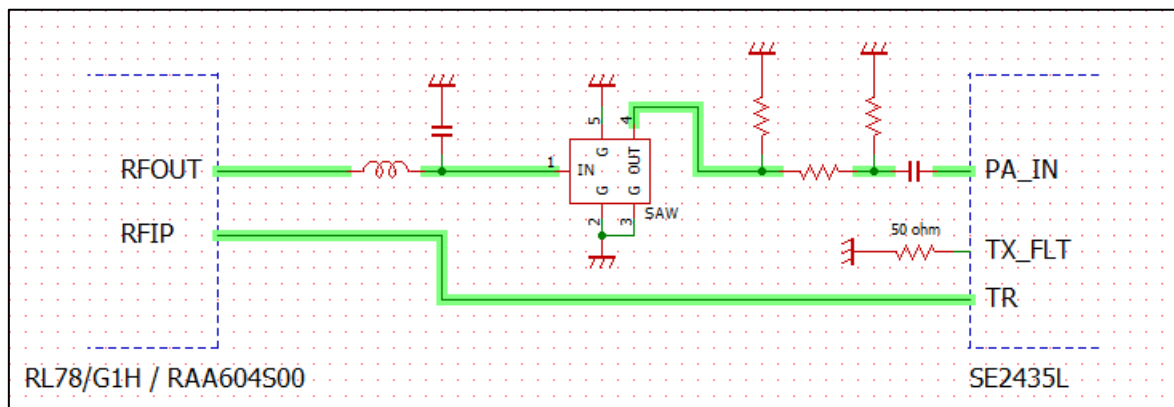 5
4
RFOUT
1
IN
G
OUT
PA_IN
G
G
2
3
SAW
RFIP
50 ohm
TX_FLT
TR
RL78/G1H / RAA604S00
SE2435L